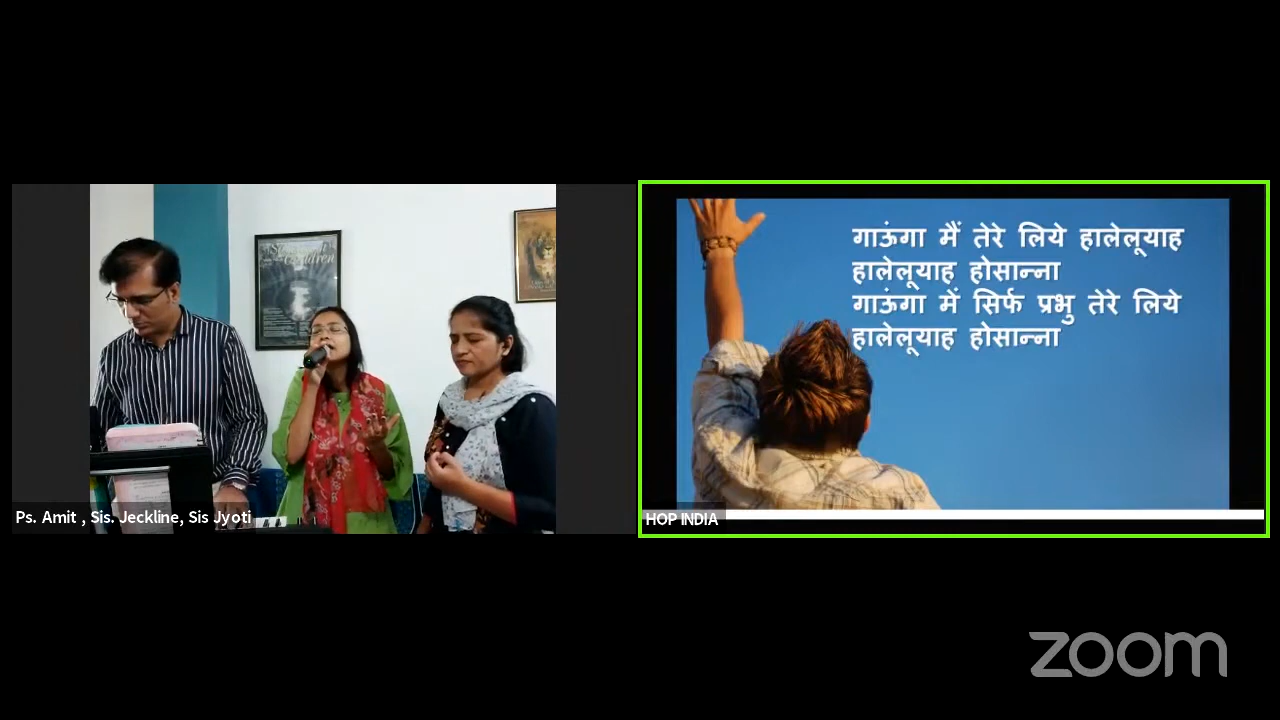 Ps. Amit , Sis. Jeckline, Sis Jyoti
गाऊंगा मैं तेरे लिये हालेलूयाह
हालेलूयाह होसान्ना
गाऊंगा में सिर्फ प्रभु तेरे लिये
हालेलूयाह होसान्ना
HOP INDIA
zoom